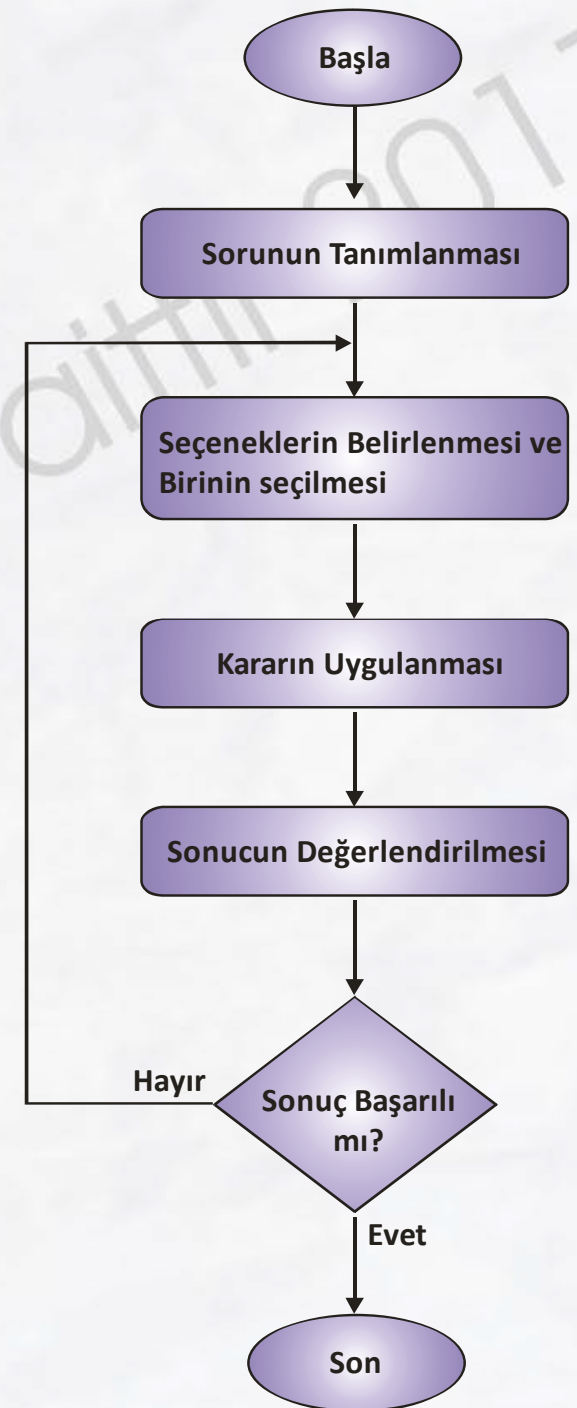 Başla
Sorunun Tanımlanması
Seçeneklerin Belirlenmesi ve
Birinin seçilmesi
Kararın Uygulanması
Sonucun Değerlendirilmesi
Hayır
Sonuç Başarılı
mı?
Evet
Son